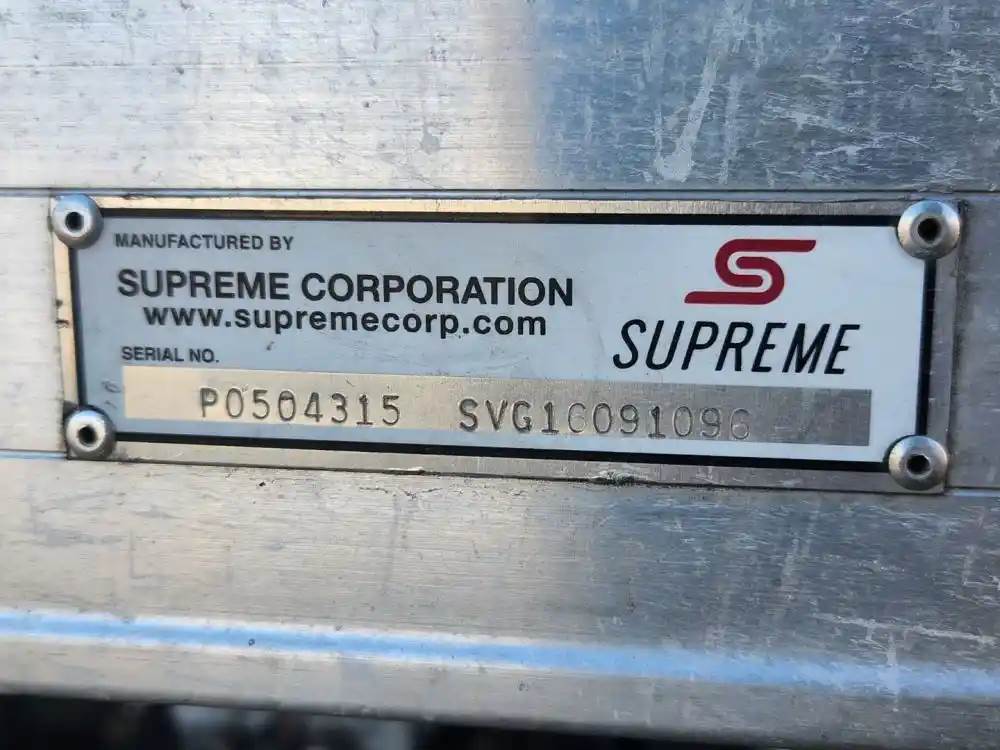 MANUFACTURED BY
SUPREME CORPORATION
www.supremecorp.com
SUPREME
SERIAL NO.
P0504315 SVG16091096